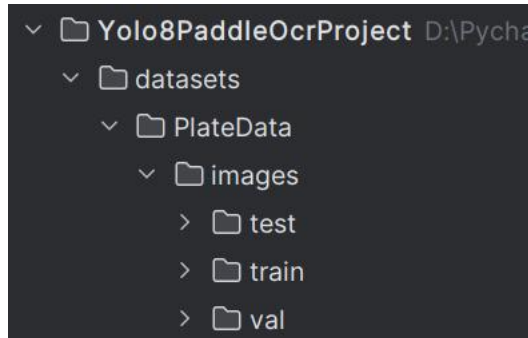 Yolo8PaddleOcrProject D:\Pycha
datasets
PlateData
images
test
train
val